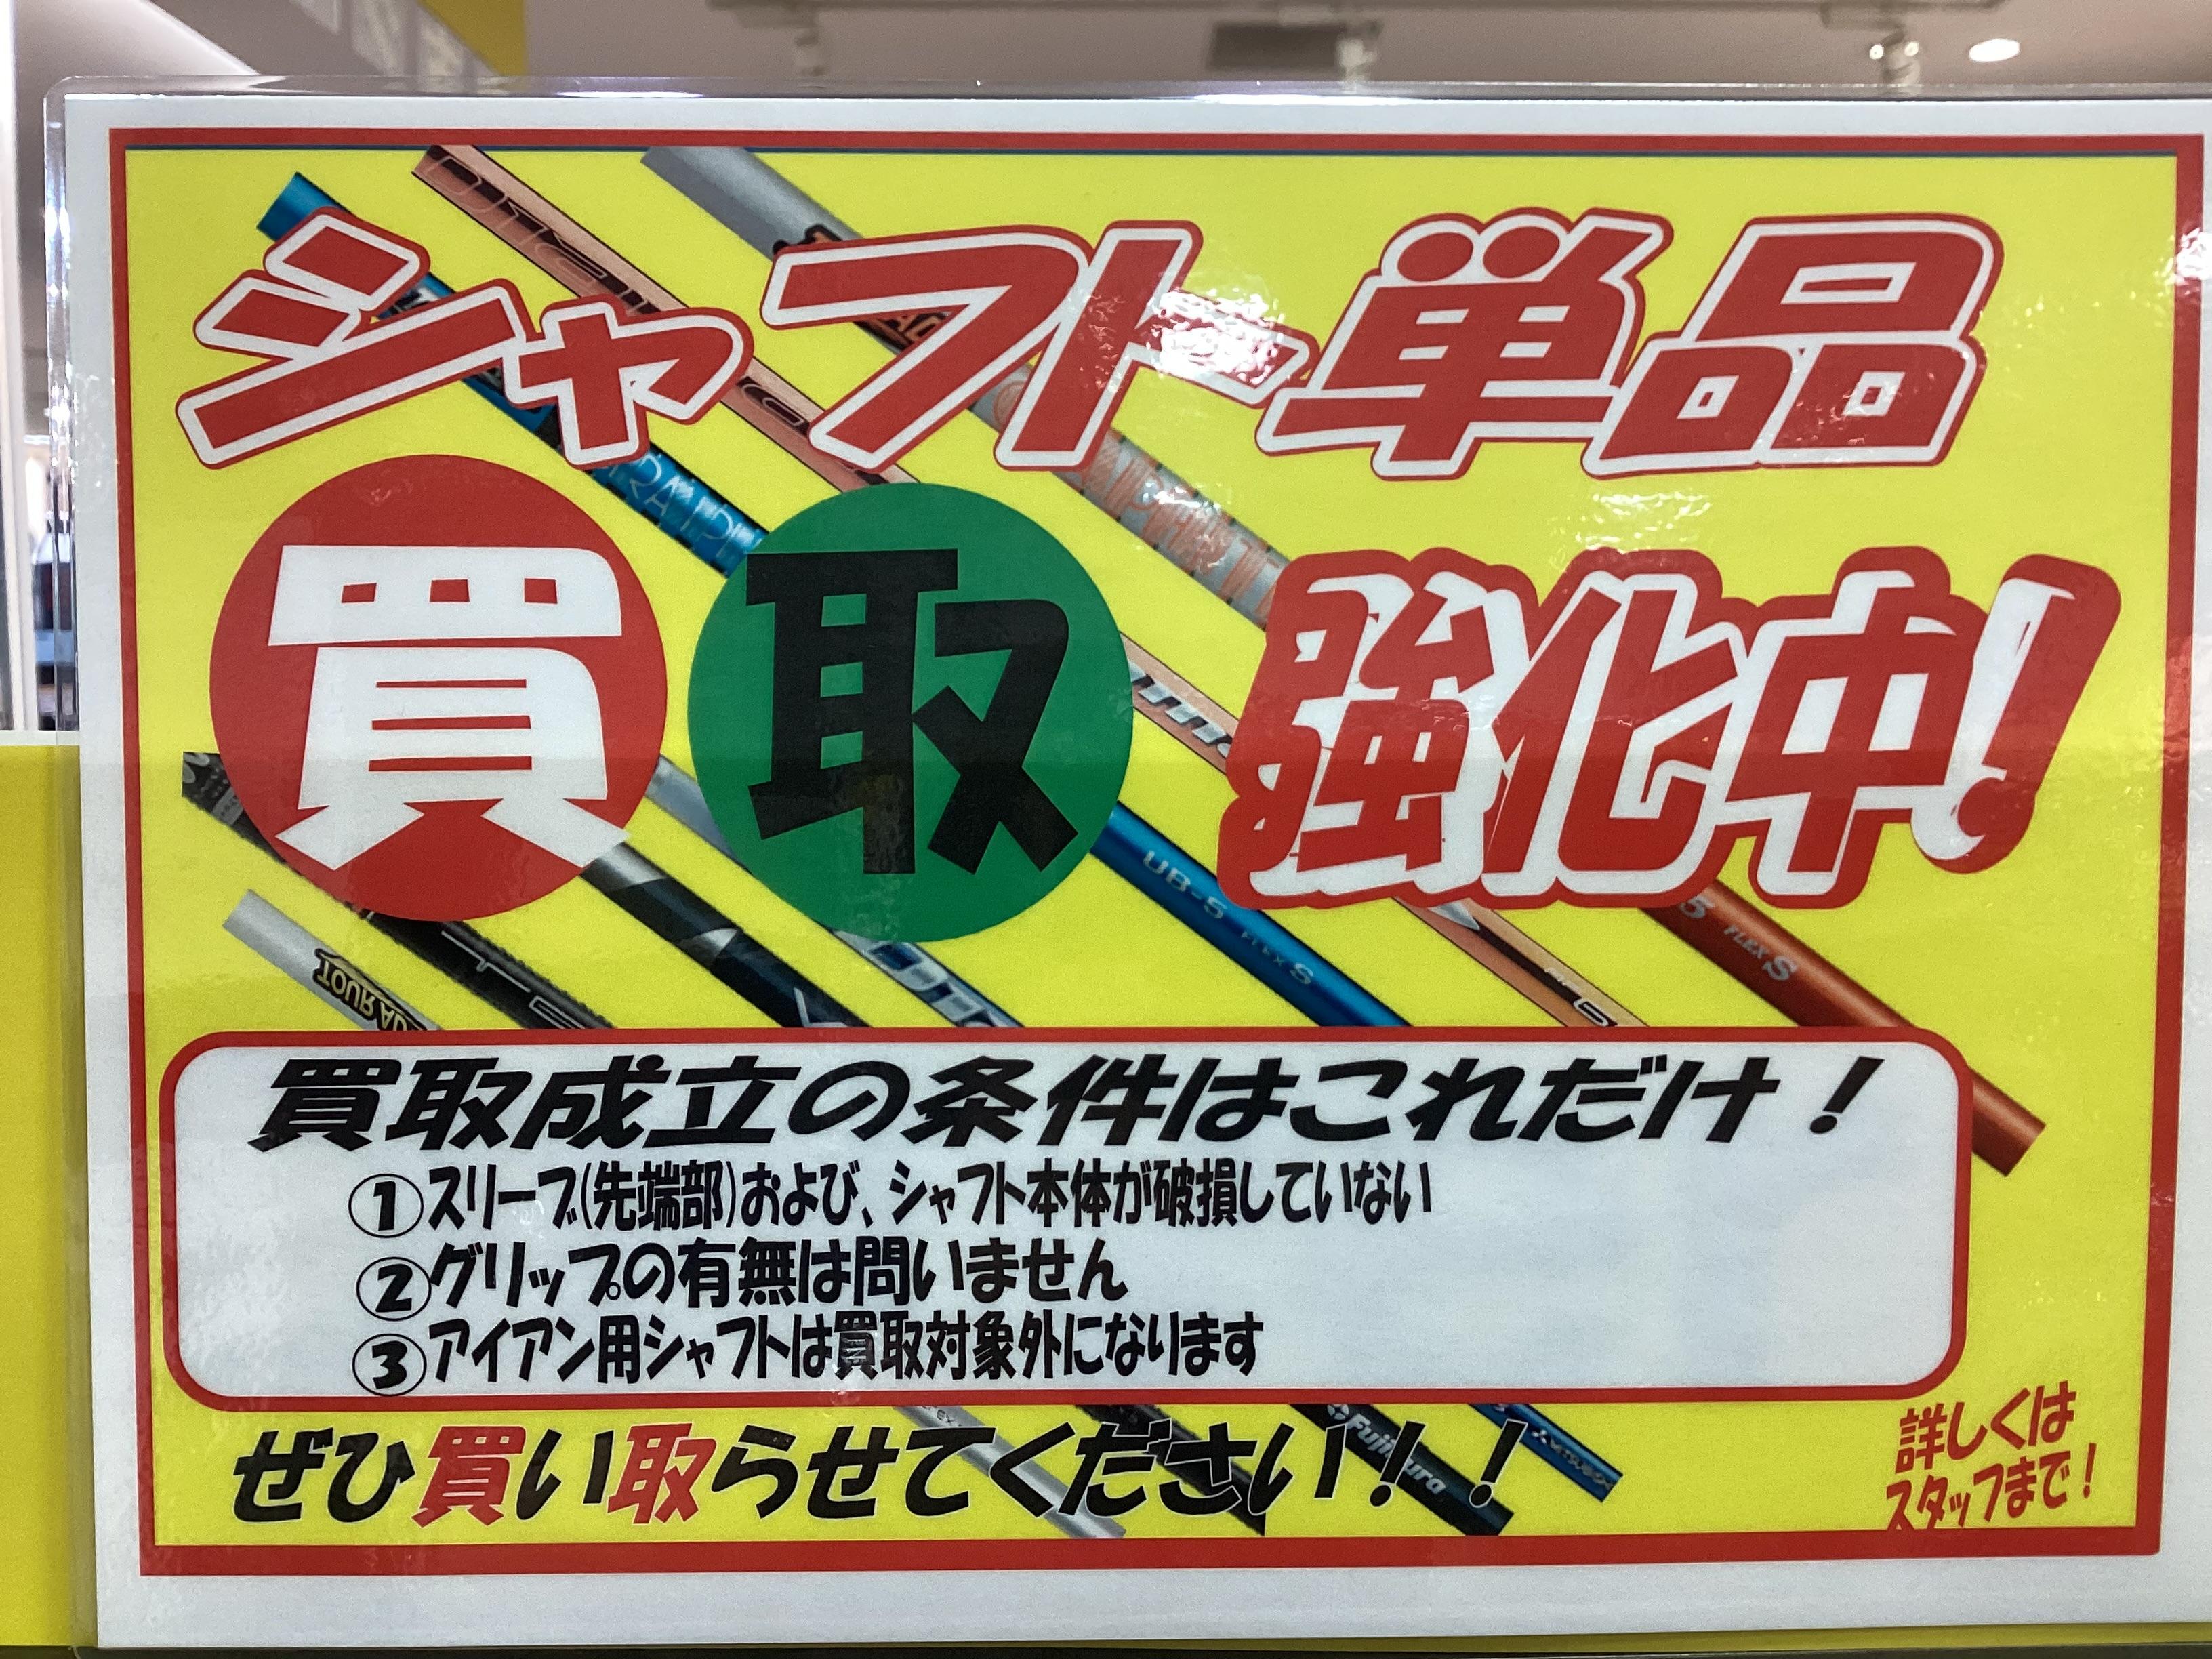 シャフト単品
買取強化中!
UB-5 FLEX S
5 FLEX S
買取成立の条件はこれだけ！
①スリーブ(先端部)および、シャフト本体が破損していない
②グリップの有無は問いません
③アイアン用シャフトは買取対象外になります
ぜひ買い取らせてください！！
詳しくは
スタッフまで！